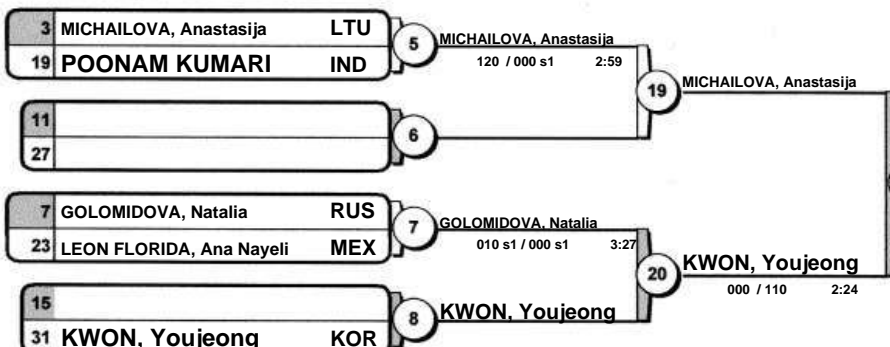 3 MICHAILOVA, Anastasija LTU
19 POONAM KUMARI IND
5
MICHAILOVA, Anastasija
120 / 000 s1 2:59
19
MICHAILOVA, Anastasija
11
27
6
7 GOLOMIDOVA, Natalia RUS
23 LEON FLORIDA, Ana Nayeli MEX
7
GOLOMIDOVA, Natalia
010 s1 / 000 s1 3:27
20
KWON, Youjeong
000 / 110 2:24
15
31 KWON, Youjeong KOR
8
KWON, Youjeong